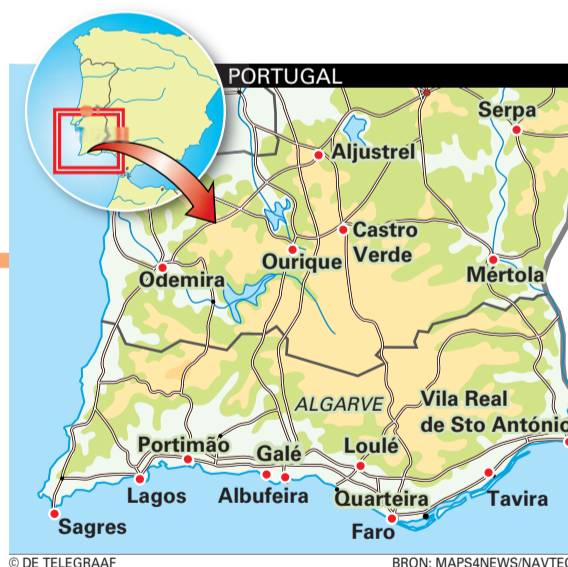 PORTUGAL
Serpa
Aljustrel
Castro
Verde
Ourique
Mértola
Odemira
ALGARVE
Vila Real
de Sto António
Portimão
Galé
Loulé
Lagos
Albufeira
Quarteira
Tavira
Sagres
Faro
© DE TELEGRAAF
BRON: MAPS4NEWS/NAVTEQ